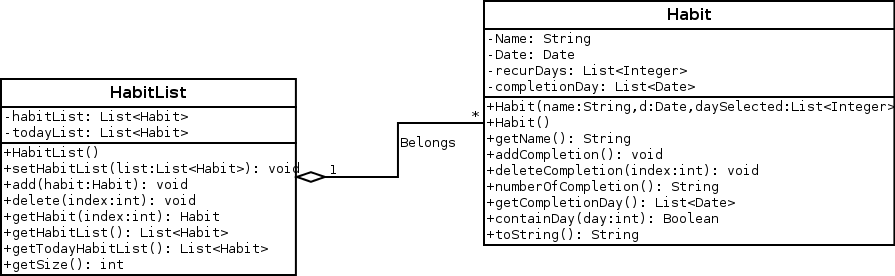 HabitList
-habitList: List<Habit>
-todayList: List<Habit>
+HabitList()
+setHabitList(list:List<Habit>): void
+add(habit:Habit): void
+delete(index:int): void
+getHabit(index:int): Habit
+getHabitList(): List<Habit>
+getTodayHabitList(): List<Habit>
+getSize(): int
1
Belongs
*
Habit
-Name: String
-Date: Date
-recurDays: List<Integer>
-completionDay: List<Date>
+Habit(name:String,d:Date,daySelected:List<Integer>
+Habit()
+getName(): String
+addCompletion(): void
+deleteCompletion(index:int): void
+numberOfCompletion(): String
+getCompletionDay(): List<Date>
+containDay(day:int): Boolean
+toString(): String